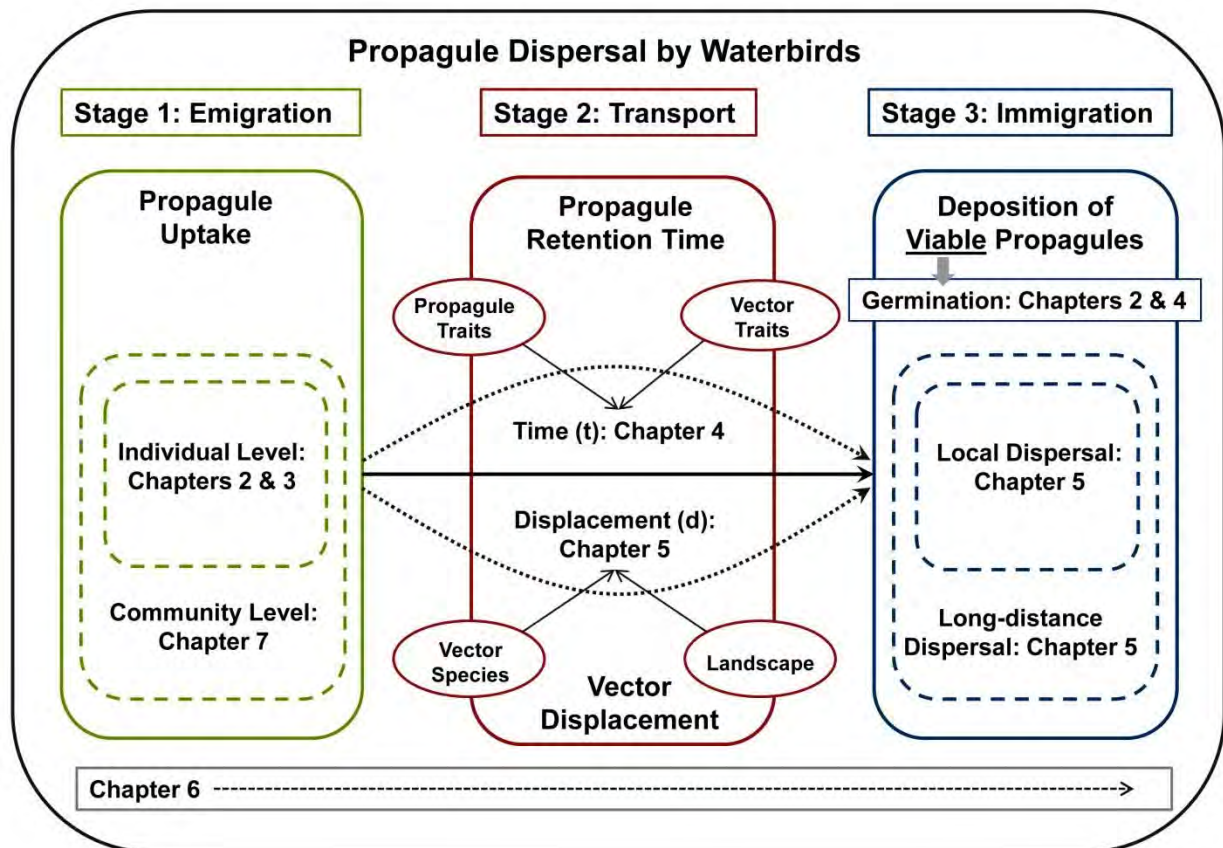 Propagule Dispersal by Waterbirds
Stage 1: Emigration
Stage 2: Transport
Stage 3: Immigration
Propagule
Uptake
Individual Level:
Chapters 2 & 3
Community Level:
Chapter 7
Propagule
Retention Time
Propagule
Traits
Vector
Traits
Time (t): Chapter 4
Displacement (d):
Chapter 5
Vector
Species
Landscape
Vector
Displacement
Deposition of
Viable Propagules
Germination: Chapters 2 & 4
Local Dispersal:
Chapter 5
Long-distance
Dispersal: Chapter 5
Chapter 6